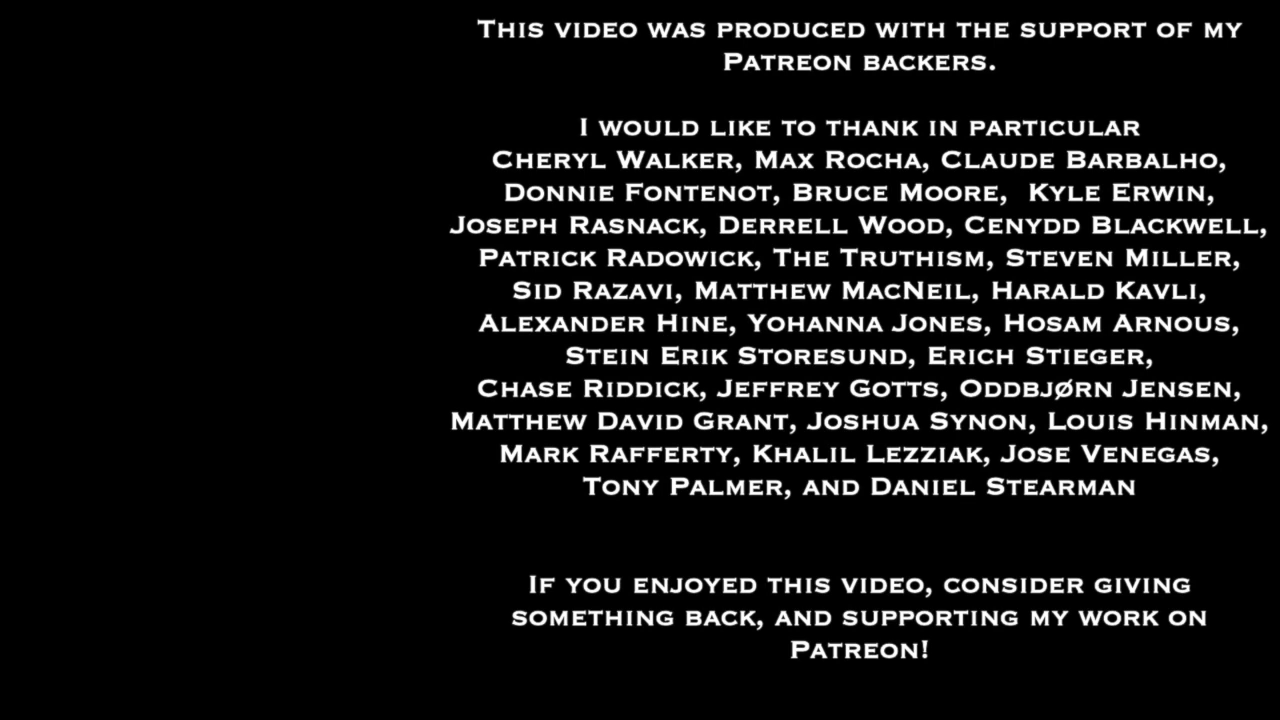 This video was produced with the support of my
Patreon backers.
I would like to thank in particular
Cheryl Walker, Max Rocha, Claude Barbalho,
Donnie Fontenot, Bruce Moore,  Kyle Erwin,
Joseph Rasnack, Derrell Wood, Cenydd Blackwell,
Patrick Radowick, The Truthism, Steven Miller,
Sid Razavi, Matthew MacNeil, Harald Kavli,
Alexander Hine, Yohanna Jones, Hosam Arnous,
Stein Erik Storesund, Erich Stieger,
Chase Riddick, Jeffrey Gotts, Oddbjørn Jensen,
Matthew David Grant, Joshua Synon, Louis Hinman,
Mark Rafferty, Khalil Lezziak, Jose Venegas,
Tony Palmer, and Daniel Stearman
If you enjoyed this video, consider giving
something back, and supporting my work on
Patreon!